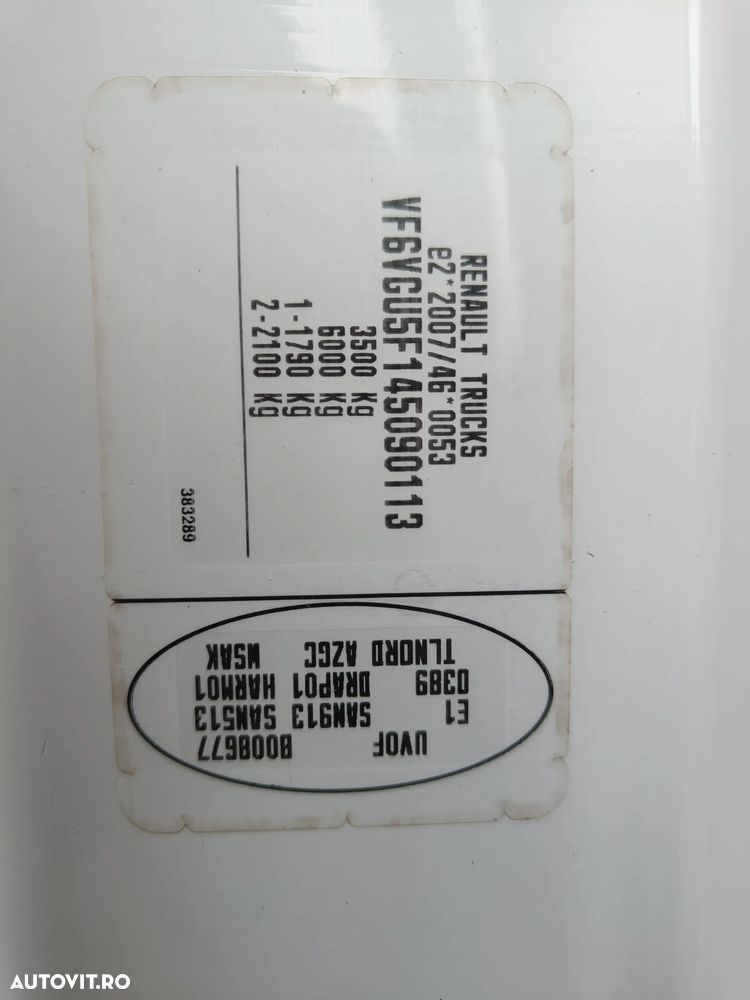 RENAULT TRUCKS
e2*2007/46*0053
VF6VGU5F145090113
3500 Kg
6000 Kg
1-1790 Kg
2-2100 Kg
383289
UVOF B008677
E1 SAN913 SAN513
0389 DRAP01 HARM01
TLNORD AZGC WSAK
AUTOVIT.RO